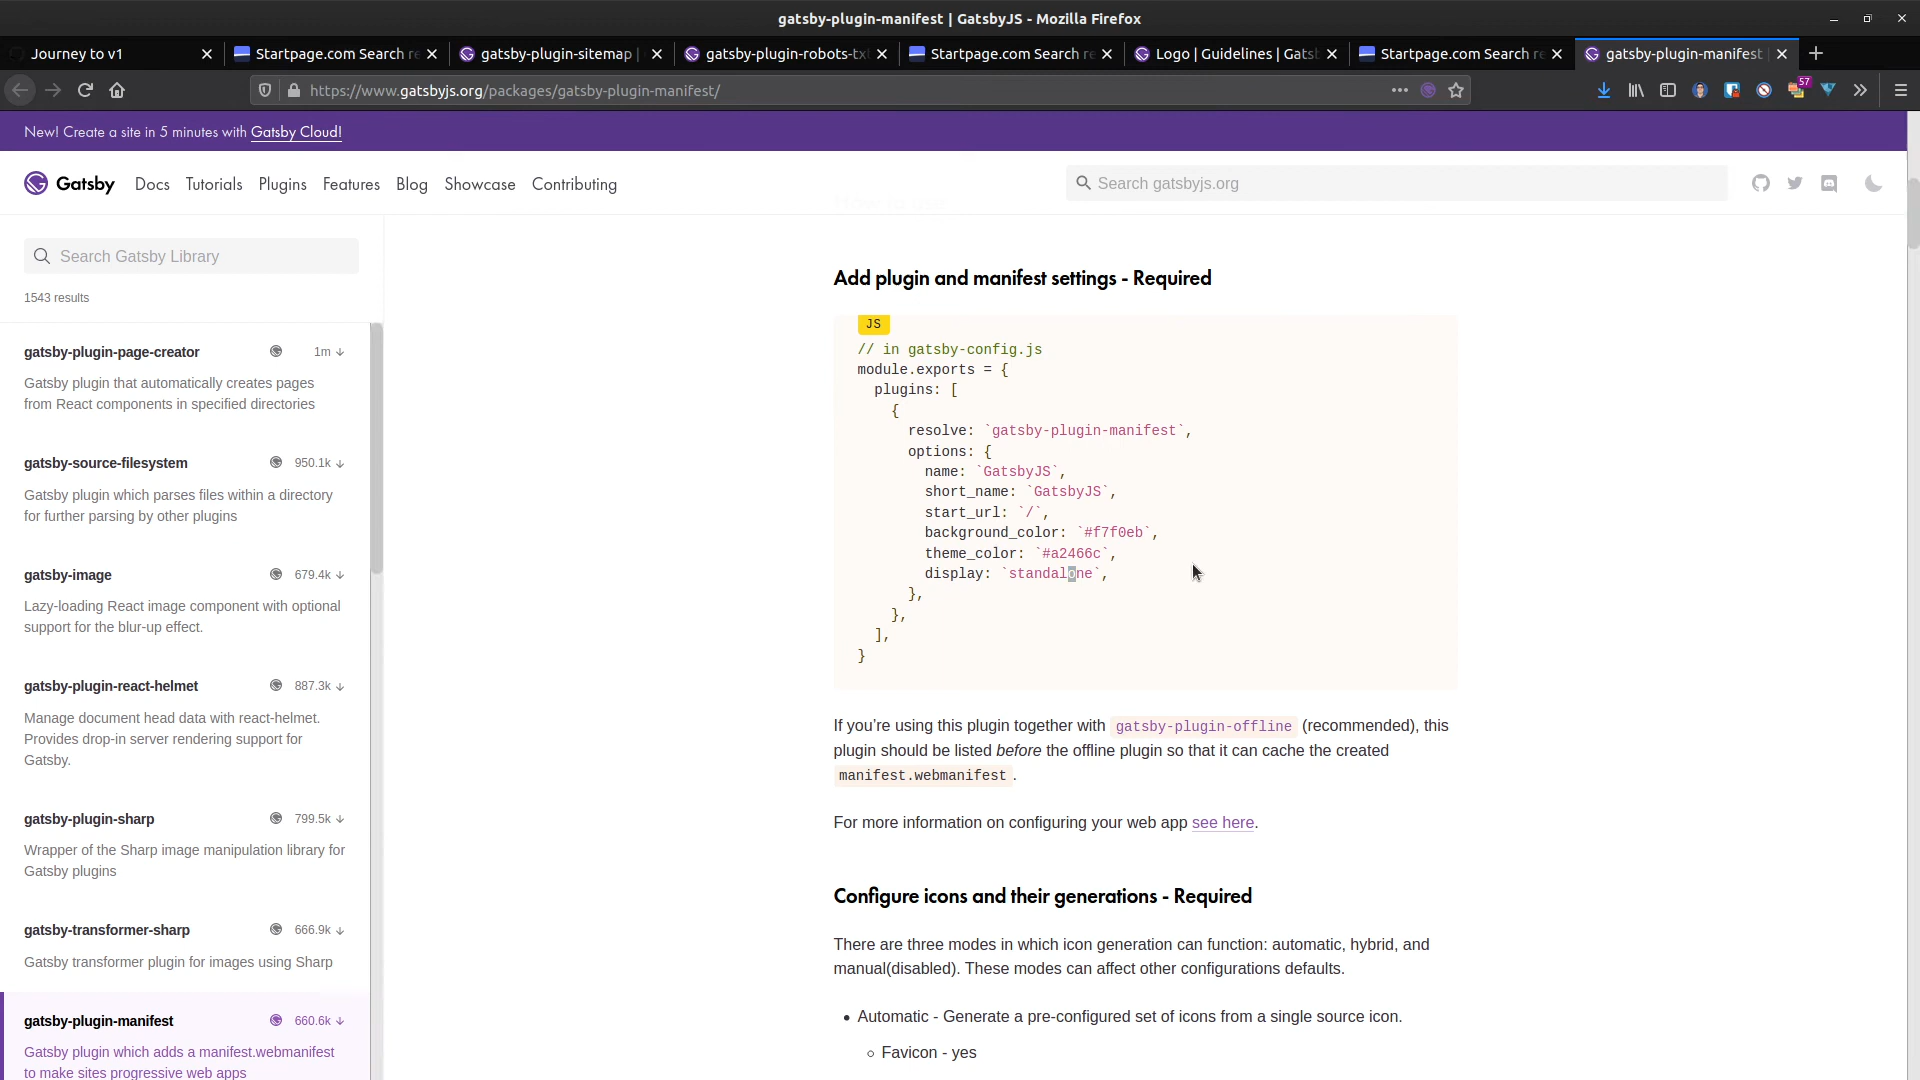 gatsby-plugin-manifest | GatsbyJS - Mozilla Firefox
Journey to v1
Startpage.com Search re
gatsby-plugin-sitemap |
gatsby-plugin-robots-tx
Startpage.com Search re
Logo | Guidelines | Gats
Startpage.com Search re
gatsby-plugin-manifest |
https://www.gatsbyjs.org/packages/gatsby-plugin-manifest/
57
New! Create a site in 5 minutes with Gatsby Cloud!
Gatsby
Docs Tutorials Plugins Features Blog Showcase Contributing
Search gatsbyjs.org
Search Gatsby Library
1543 results
gatsby-plugin-page-creator 1m ↓
Gatsby plugin that automatically creates pages
from React components in specified directories
gatsby-source-filesystem 950.1k ↓
Gatsby plugin which parses files within a directory
for further parsing by other plugins
gatsby-image 679.4k ↓
Lazy-loading React image component with optional
support for the blur-up effect.
gatsby-plugin-react-helmet 887.3k ↓
Manage document head data with react-helmet.
Provides drop-in server rendering support for
Gatsby.
gatsby-plugin-sharp 799.5k ↓
Wrapper of the Sharp image manipulation library for
Gatsby plugins
gatsby-transformer-sharp 666.9k ↓
Gatsby transformer plugin for images using Sharp
gatsby-plugin-manifest 660.6k ↓
Gatsby plugin which adds a manifest.webmanifest
to make sites progressive web apps
Add plugin and manifest settings - Required
JS
// in gatsby-config.js
module.exports = {
  plugins: [
    {
      resolve: `gatsby-plugin-manifest`,
      options: {
        name: `GatsbyJS`,
        short_name: `GatsbyJS`,
        start_url: `/`,
        background_color: `#f7f0eb`,
        theme_color: `#a2466c`,
        display: `standalone`,
      },
    },
  ],
}
If you’re using this plugin together with gatsby-plugin-offline (recommended), this
plugin should be listed before the offline plugin so that it can cache the created
manifest.webmanifest.
For more information on configuring your web app see here.
Configure icons and their generations - Required
There are three modes in which icon generation can function: automatic, hybrid, and
manual(disabled). These modes can affect other configurations defaults.
• Automatic - Generate a pre-configured set of icons from a single source icon.
○ Favicon - yes